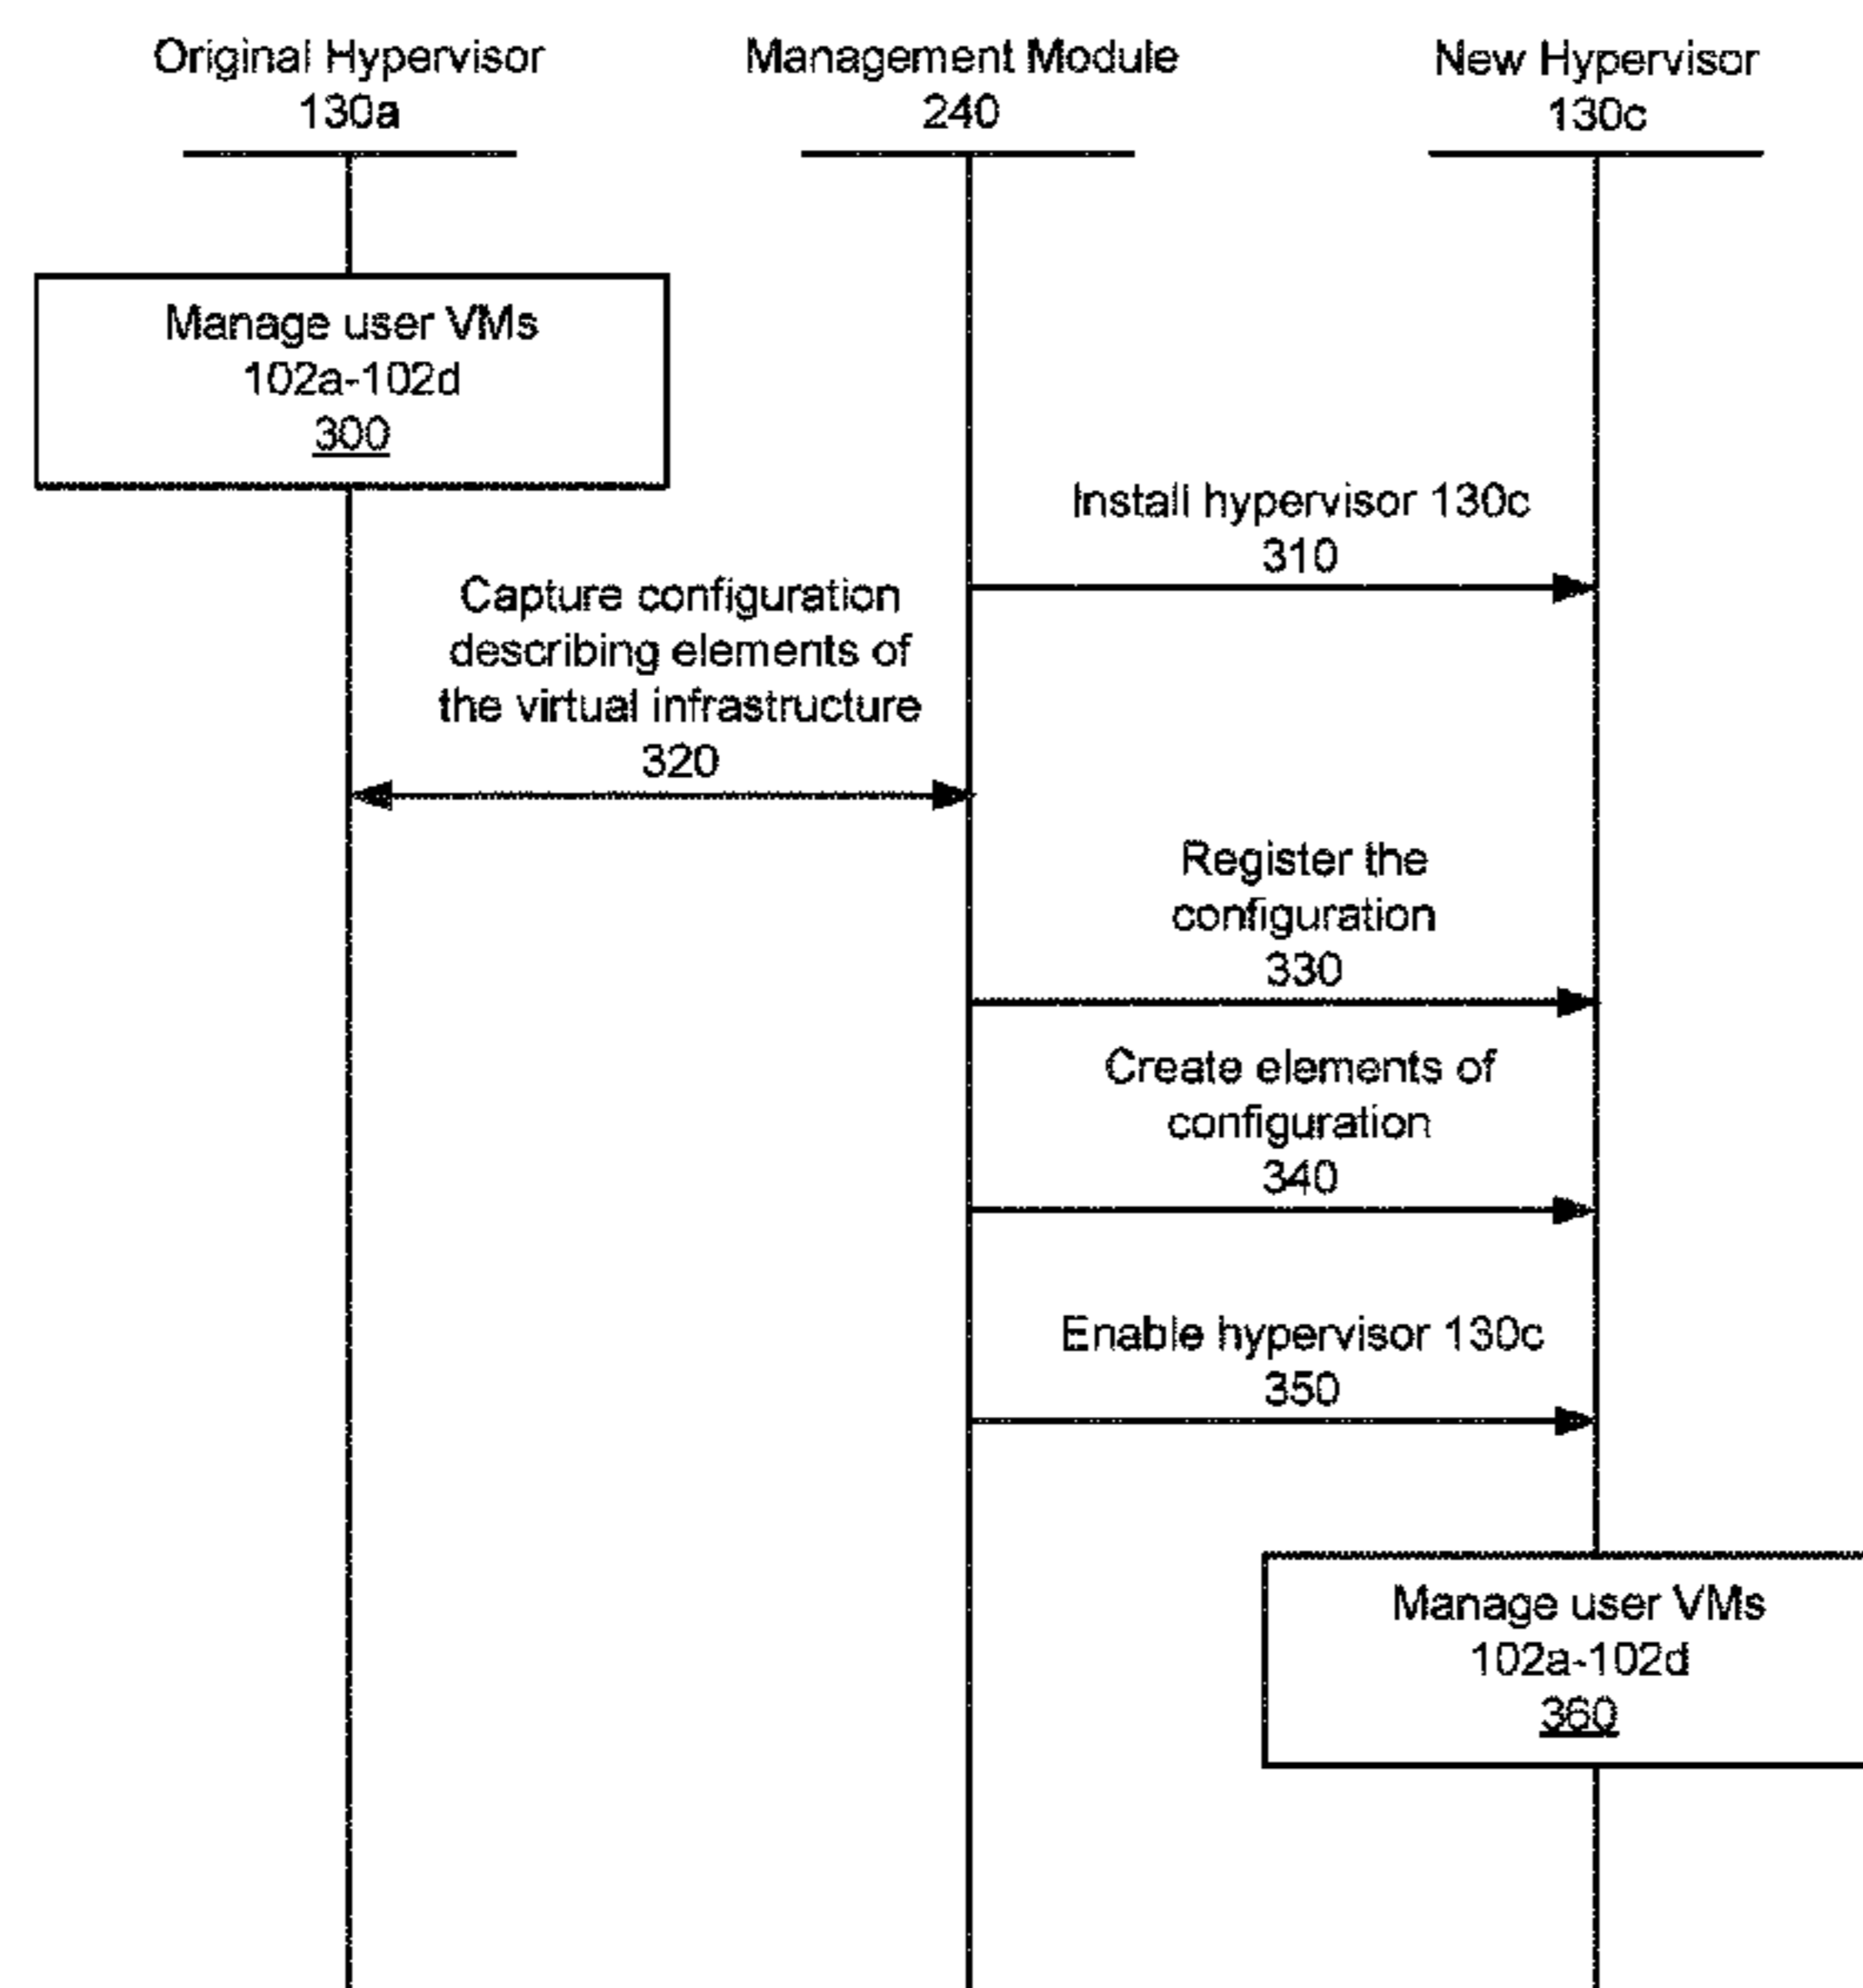 Original Hypervisor
130a
Management Module
240
New Hypervisor
130c
Manage user VMs
102a-102d
300
Install hypervisor 130c
310
Capture configuration
describing elements of
the virtual infrastructure
320
Register the
configuration
330
Create elements of
configuration
340
Enable hypervisor 130c
350
Manage user VMs
102a-102d
360